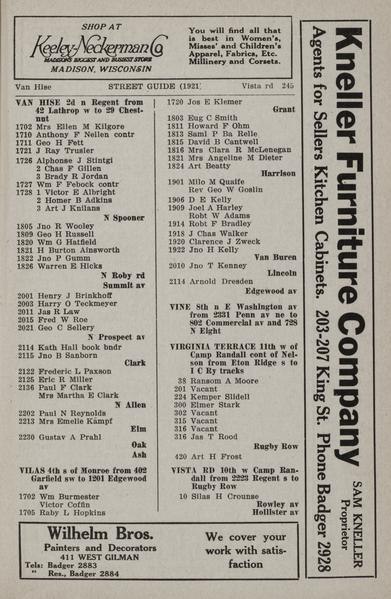 SHOP AT
Keeley-Neckerman Co
MADISON'S BIGGEST AND BUSIEST STORE
MADISON, WISCONSIN
You will find all that
is best in Women's,
Misses' and Children's
Apparel, Fabrics, Etc.
Millinery and Corsets.
Van Hise STREET GUIDE (1921) Vista rd 245
VAN HISE 2d n Regent from
42 Lathrop w to 29 Chest-
nut
1702 Mrs Ellen M Kilgore
1710 Anthony F Nellen contr
1711 Geo H Fett
1721 J Ray Trusler
1726 Alphonse J Stintgi
2 Chas F Gillen
3 Brady R Jordan
1727 Wm F Febock contr
1728 1 Victor E Albright
2 Homer B Adkins
3 Art J Knilans
N Spooner
1805 Jno R Wooley
1809 Geo H Russell
1820 Wm G Hatfield
1821 H Burton Ainsworth
1822 Jno P Gumm
1826 Warren E Hicks
N Roby rd
Summit av
2001 Henry J Brinkhoff
2003 Harry O Teckmeyer
2011 Jas R Law
2015 Fred W Roe
2021 Geo C Sellery
N Prospect av
2114 Kath Hall book bndr
2115 Jno B Sanborn
Clark
2122 Frederic L Paxson
2125 Eric R Miller
2136 Paul F Clark
Mrs Martha E Clark
N Allen
2202 Paul N Reynolds
2213 Mrs Emelie Kampf
Elm
2230 Gustav A Prahl
Oak
Ash
VILAS 4th s of Monroe from 402
Garfield sw to 1201 Edgewood
av
1702 Wm Burmester
Victor Coffin
1705 Raby L Hopkins
1720 Jos E Klemer
Grant
1803 Eug C Smith
1811 Howard F Ohm
1813 Saml P Ba Relle
1815 David B Cantwell
1816 Mrs Clara R McLenegan
1821 Mrs Angeline M Dieter
1824 Art Beatty
Harrison
1901 Milo M Quaife
Rev Geo W Goslin
1906 D E Kelly
1909 Joel A Harley
Robt W Adams
1914 Robt F Bradley
1918 J Chas Walker
1920 Clarence J Zweck
1922 Jno H Kelly
Van Buren
2010 Jno T Kenney
Lincoln
2114 Arnold Dresden
Edgewood av
VINE 8th n E Washington av
from 2331 Penn av ne to
802 Commercial av and 728
N Eight
VIRGINIA TERRACE 11th w of
Camp Randall cont of Nel-
son from Eton Ridge s to
I C Ry tracks
38 Ransom A Moore
201 Vacant
224 Kemper Slidell
300 Elmer Stark
302 Vacant
315 Vacant
316 Vacant
316 Jas T Rood
Rugby Row
420 Art H Frost
VISTA RD 10th w Camp Ran-
dall from 2223 Regent s to
Rugby Row
10 Silas H Crounse
Rowley av
Hollister av
Wilhelm Bros.
Painters and Decorators
411 WEST GILMAN
Tels: Badger 2883
" Res., Badger 2884
We cover your
work with satis-
faction
Kneller Furniture Company
SAM KNELLER
Proprietor
Agents for Sellers Kitchen Cabinets. 203-207 King St. Phone Badger 2928